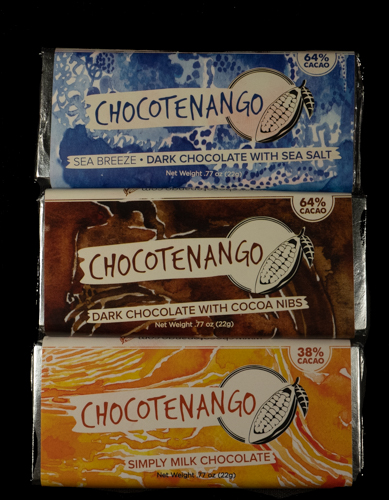 64%
CACAO
CHOCOTENANGO
SEA BREEZE • DARK CHOCOLATE WITH SEA SALT
Net Weight .77 oz (22g)
64%
CACAO
CHOCOTENANGO
DARK CHOCOLATE WITH COCOA NIBS
Net Weight .77 oz (22g)
38%
CACAO
CHOCOTENANGO
SIMPLY MILK CHOCOLATE
Net Weight .77 oz (22g)